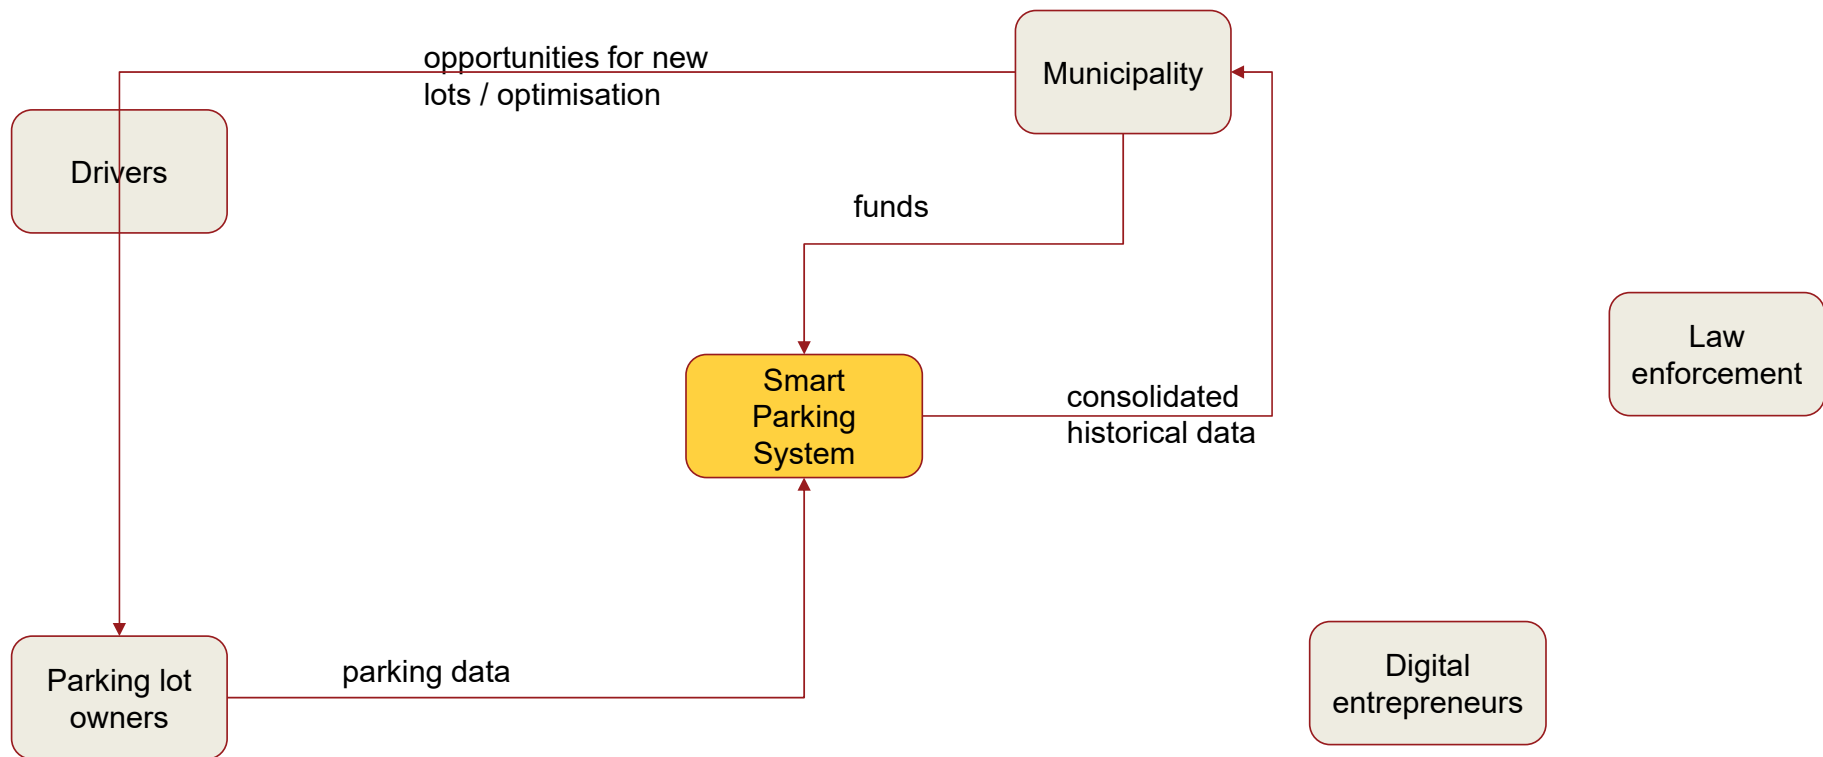 opportunities for new
lots / optimisation
Municipality
Drivers
funds
Law
enforcement
Smart
Parking
System
consolidated
historical data
Parking lot
owners
parking data
Digital
entrepreneurs